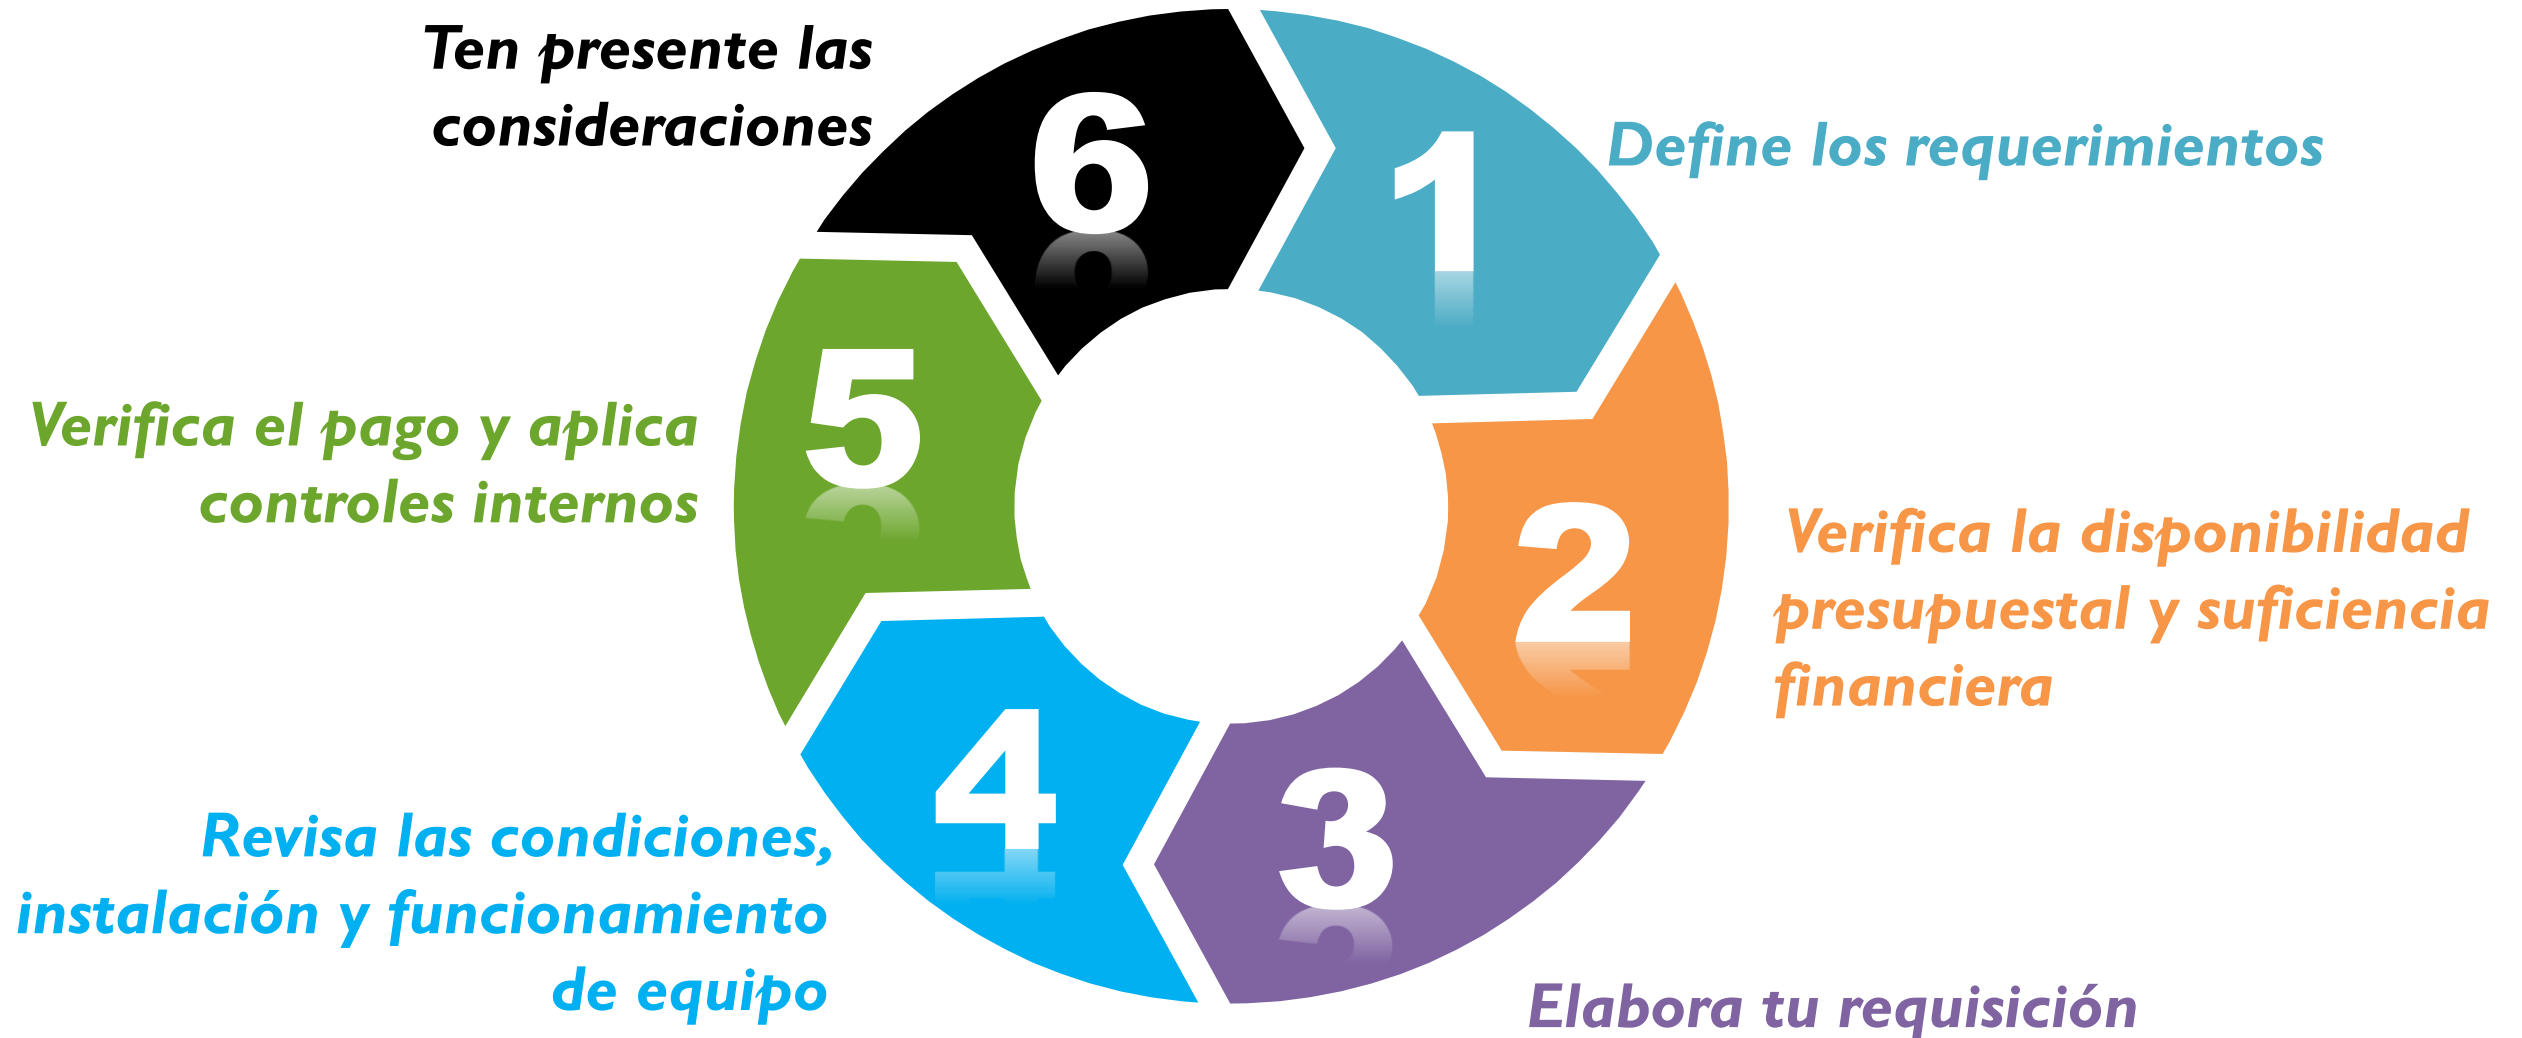 1
Define los requerimientos
2
Verifica la disponibilidad
presupuestal y suficiencia
financiera
3
Elabora tu requisición
4
Revisa las condiciones,
instalación y funcionamiento
de equipo
5
Verifica el pago y aplica
controles internos
6
Ten presente las
consideraciones